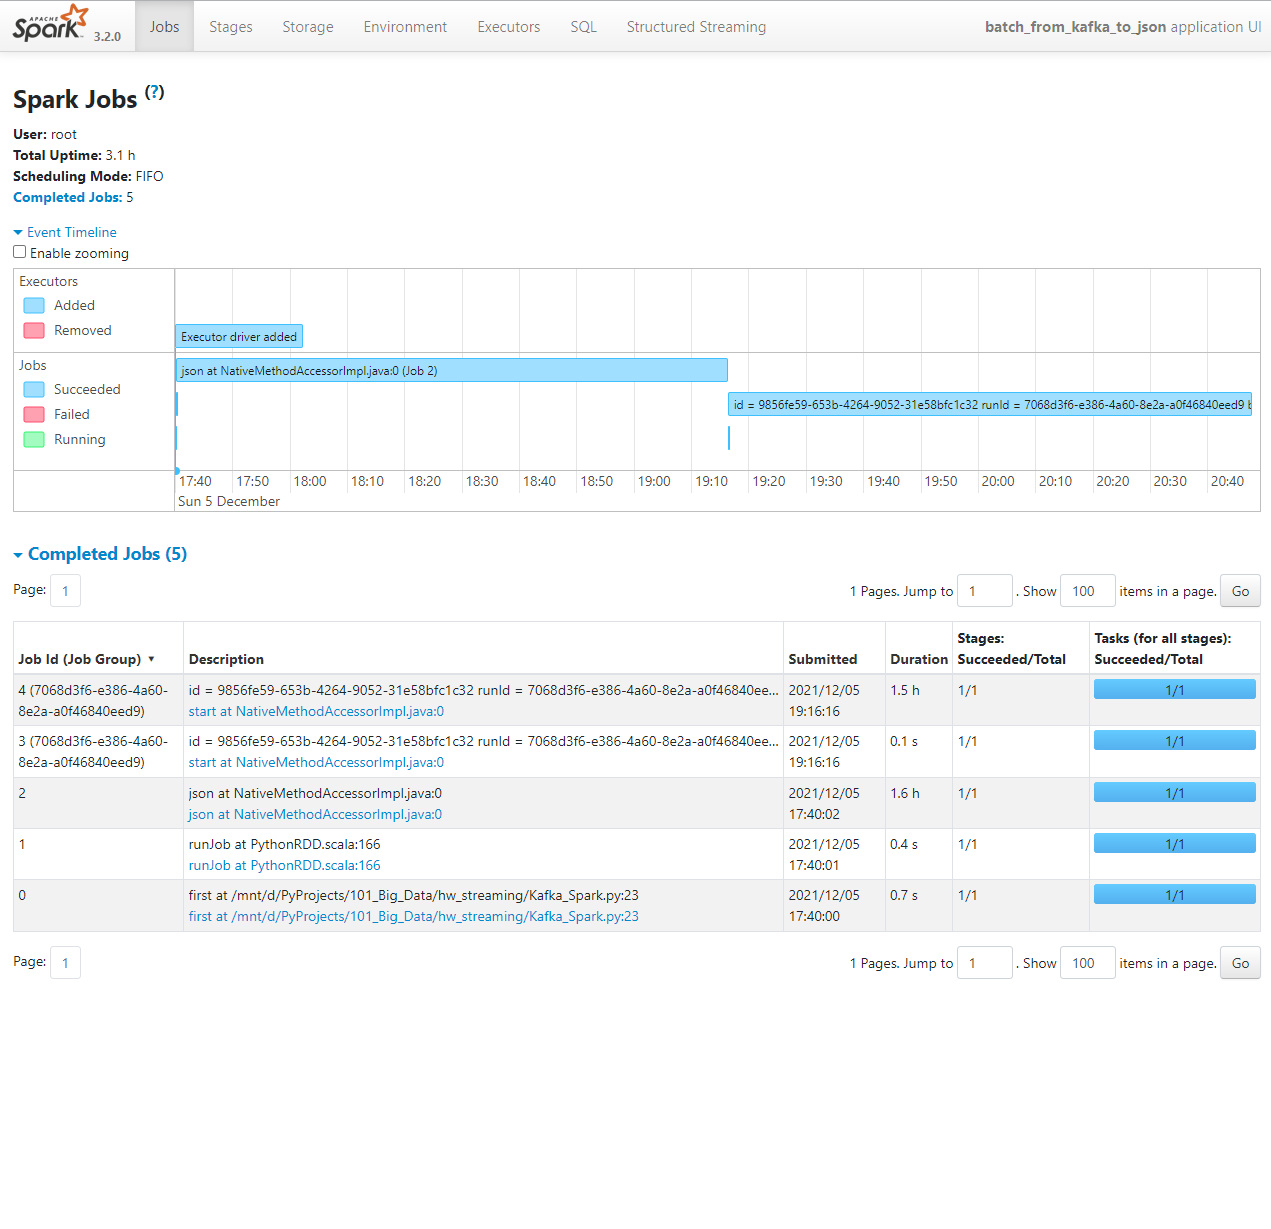 APACHE
Spark 3.2.0 Jobs Stages Storage Environment Executors SQL Structured Streaming batch_from_kafka_to_json application UI
Spark Jobs (?)
User: root
Total Uptime: 3.1 h
Scheduling Mode: FIFO
Completed Jobs: 5
Event Timeline
Enable zooming
Executors
Added
Removed
Executor driver added
Jobs
Succeeded
Failed
Running
json at NativeMethodAccessorImpl.java:0 (Job 2)
id = 9856fe59-653b-4264-9052-31e58bfc1c32 runId = 7068d3f6-e386-4a60-8e2a-a0f46840eed9 b
17:40 17:50 18:00 18:10 18:20 18:30 18:40 18:50 19:00 19:10 19:20 19:30 19:40 19:50 20:00 20:10 20:20 20:30 20:40
Sun 5 December
Completed Jobs (5)
Page: 1 1 Pages. Jump to 1 . Show 100 items in a page. Go
Job Id (Job Group) ▾ Description Submitted Duration Stages: Succeeded/Total Tasks (for all stages): Succeeded/Total
4 (7068d3f6-e386-4a60- id = 9856fe59-653b-4264-9052-31e58bfc1c32 runId = 7068d3f6-e386-4a60-8e2a-a0f46840ee... 2021/12/05 1.5 h 1/1 1/1
8e2a-a0f46840eed9) start at NativeMethodAccessorImpl.java:0 19:16:16
3 (7068d3f6-e386-4a60- id = 9856fe59-653b-4264-9052-31e58bfc1c32 runId = 7068d3f6-e386-4a60-8e2a-a0f46840ee... 2021/12/05 0.1 s 1/1 1/1
8e2a-a0f46840eed9) start at NativeMethodAccessorImpl.java:0 19:16:16
2 json at NativeMethodAccessorImpl.java:0 2021/12/05 1.6 h 1/1 1/1
json at NativeMethodAccessorImpl.java:0 17:40:02
1 runJob at PythonRDD.scala:166 2021/12/05 0.4 s 1/1 1/1
runJob at PythonRDD.scala:166 17:40:01
0 first at /mnt/d/PyProjects/101_Big_Data/hw_streaming/Kafka_Spark.py:23 2021/12/05 0.7 s 1/1 1/1
first at /mnt/d/PyProjects/101_Big_Data/hw_streaming/Kafka_Spark.py:23 17:40:00
Page: 1 1 Pages. Jump to 1 . Show 100 items in a page. Go